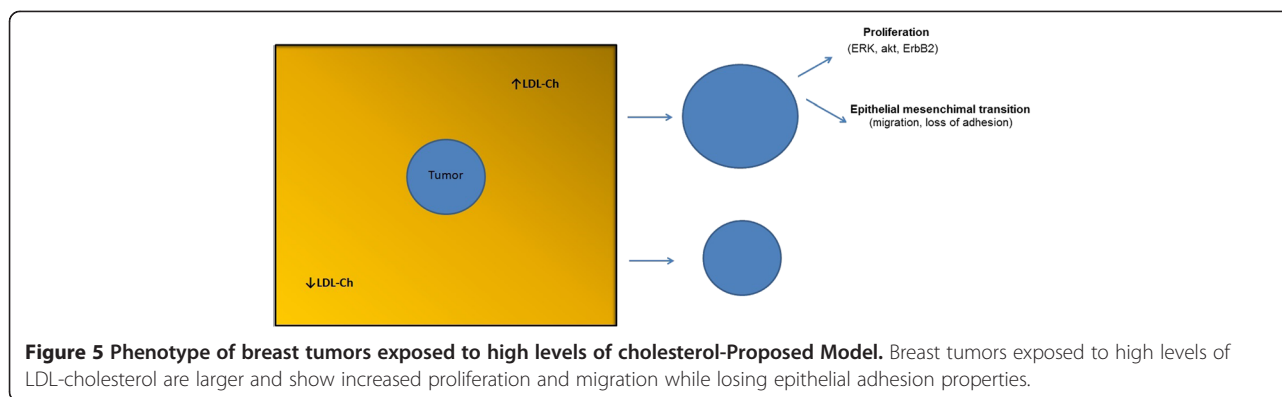 Proliferation
(ERK, akt, ErbB2)
↑LDL-Ch
Epithelial mesenchimal transition
(migration, loss of adhesion)
Tumor
↓LDL-Ch
Figure 5 Phenotype of breast tumors exposed to high levels of cholesterol-Proposed Model. Breast tumors exposed to high levels of
LDL-cholesterol are larger and show increased proliferation and migration while losing epithelial adhesion properties.